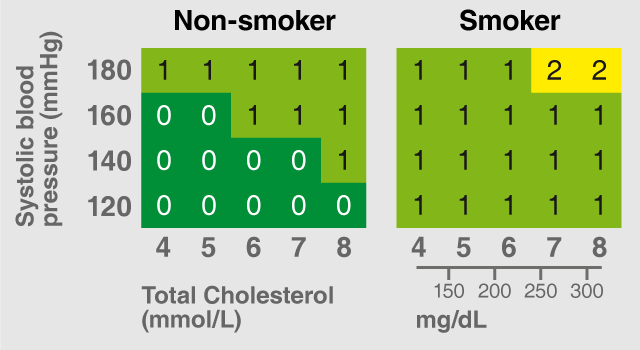 Non-smoker Smoker
Systolic blood
pressure (mmHg)
180 1 1 1 1 1 1 1 1 2 2
160 0 0 1 1 1 1 1 1 1 1
140 0 0 0 0 1 1 1 1 1 1
120 0 0 0 0 0 1 1 1 1 1
4 5 6 7 8 4 5 6 7 8
150 200 250 300
Total Cholesterol
(mmol/L) mg/dL